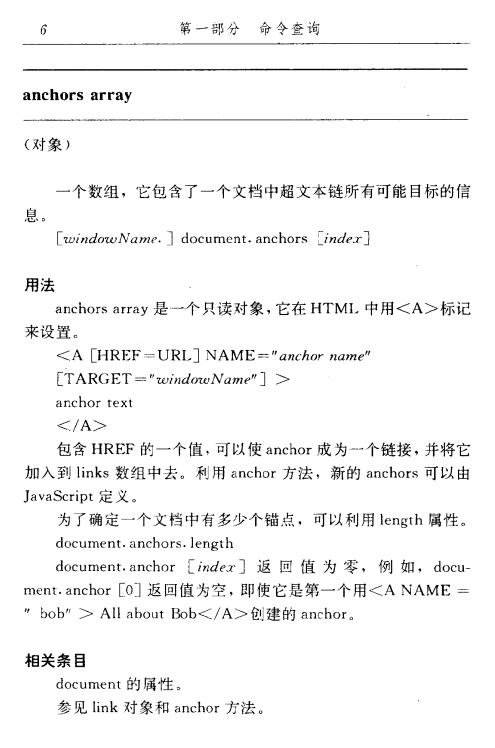 6 第一部分 命令查询
anchors array
(对象)
一个数组，它包含了一个文档中超文本链所有可能目标的信
息。
[windowName. ] document. anchors [index]
用法
anchors array 是一个只读对象，它在 HTML 中用<A>标记
来设置。
<A [HREF=URL] NAME="anchor name"
[TARGET="windowName"] >
anchor text
</A>
包含 HREF 的一个值，可以使 anchor 成为一个链接，并将它
加入到 links 数组中去。利用 anchor 方法，新的 anchors 可以由
JavaScript 定义。
为了确定一个文档中有多少个锚点，可以利用 length 属性。
document. anchors. length
document. anchor [index] 返回值为零，例如，docu-
ment. anchor [0] 返回值为空，即使它是第一个用<A NAME =
" bob" > All about Bob</A>创建的 anchor。
相关条目
document 的属性。
参见 link 对象和 anchor 方法。